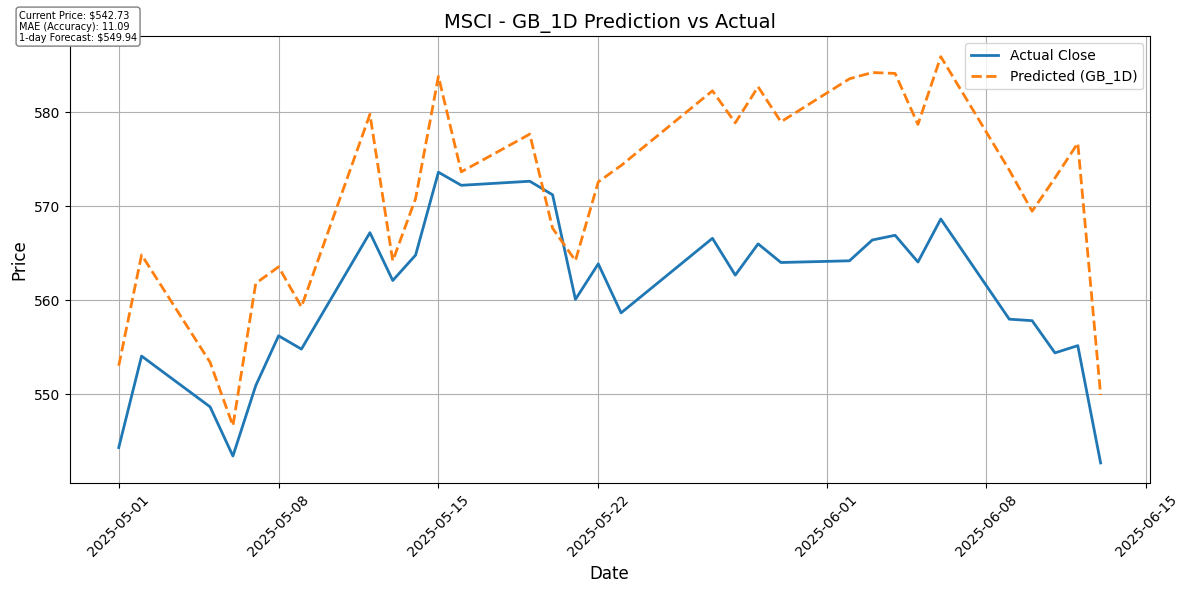 MSCI - GB_1D Prediction vs Actual
Current Price: $542.73
MAE (Accuracy): 11.09
1-day Forecast: $549.94
Actual Close
Predicted (GB_1D)
Price
580
570
560
550
2025-05-01
2025-05-08
2025-05-15
2025-05-22
2025-06-01
2025-06-08
2025-06-15
Date